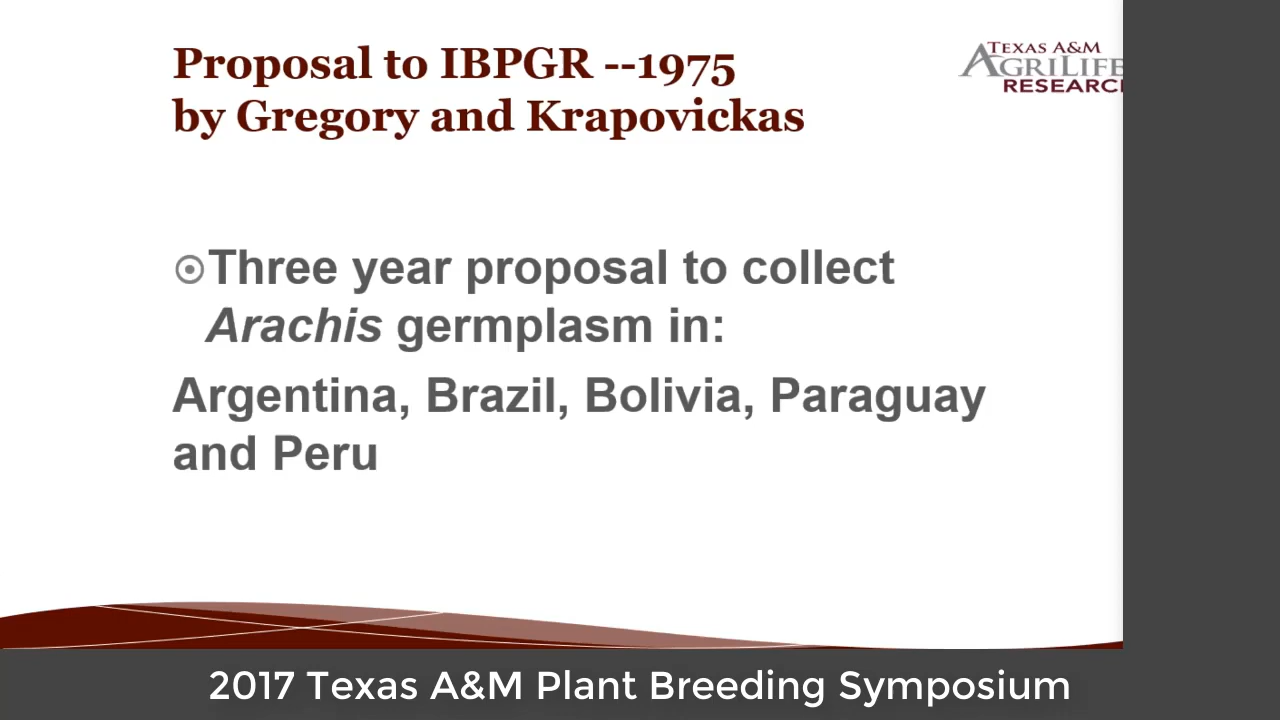 Proposal to IBPGR --1975
by Gregory and Krapovickas
TEXAS A&M
AGRILIFE
RESEARCH
Three year proposal to collect
Arachis germplasm in:
Argentina, Brazil, Bolivia, Paraguay
and Peru
2017 Texas A&M Plant Breeding Symposium